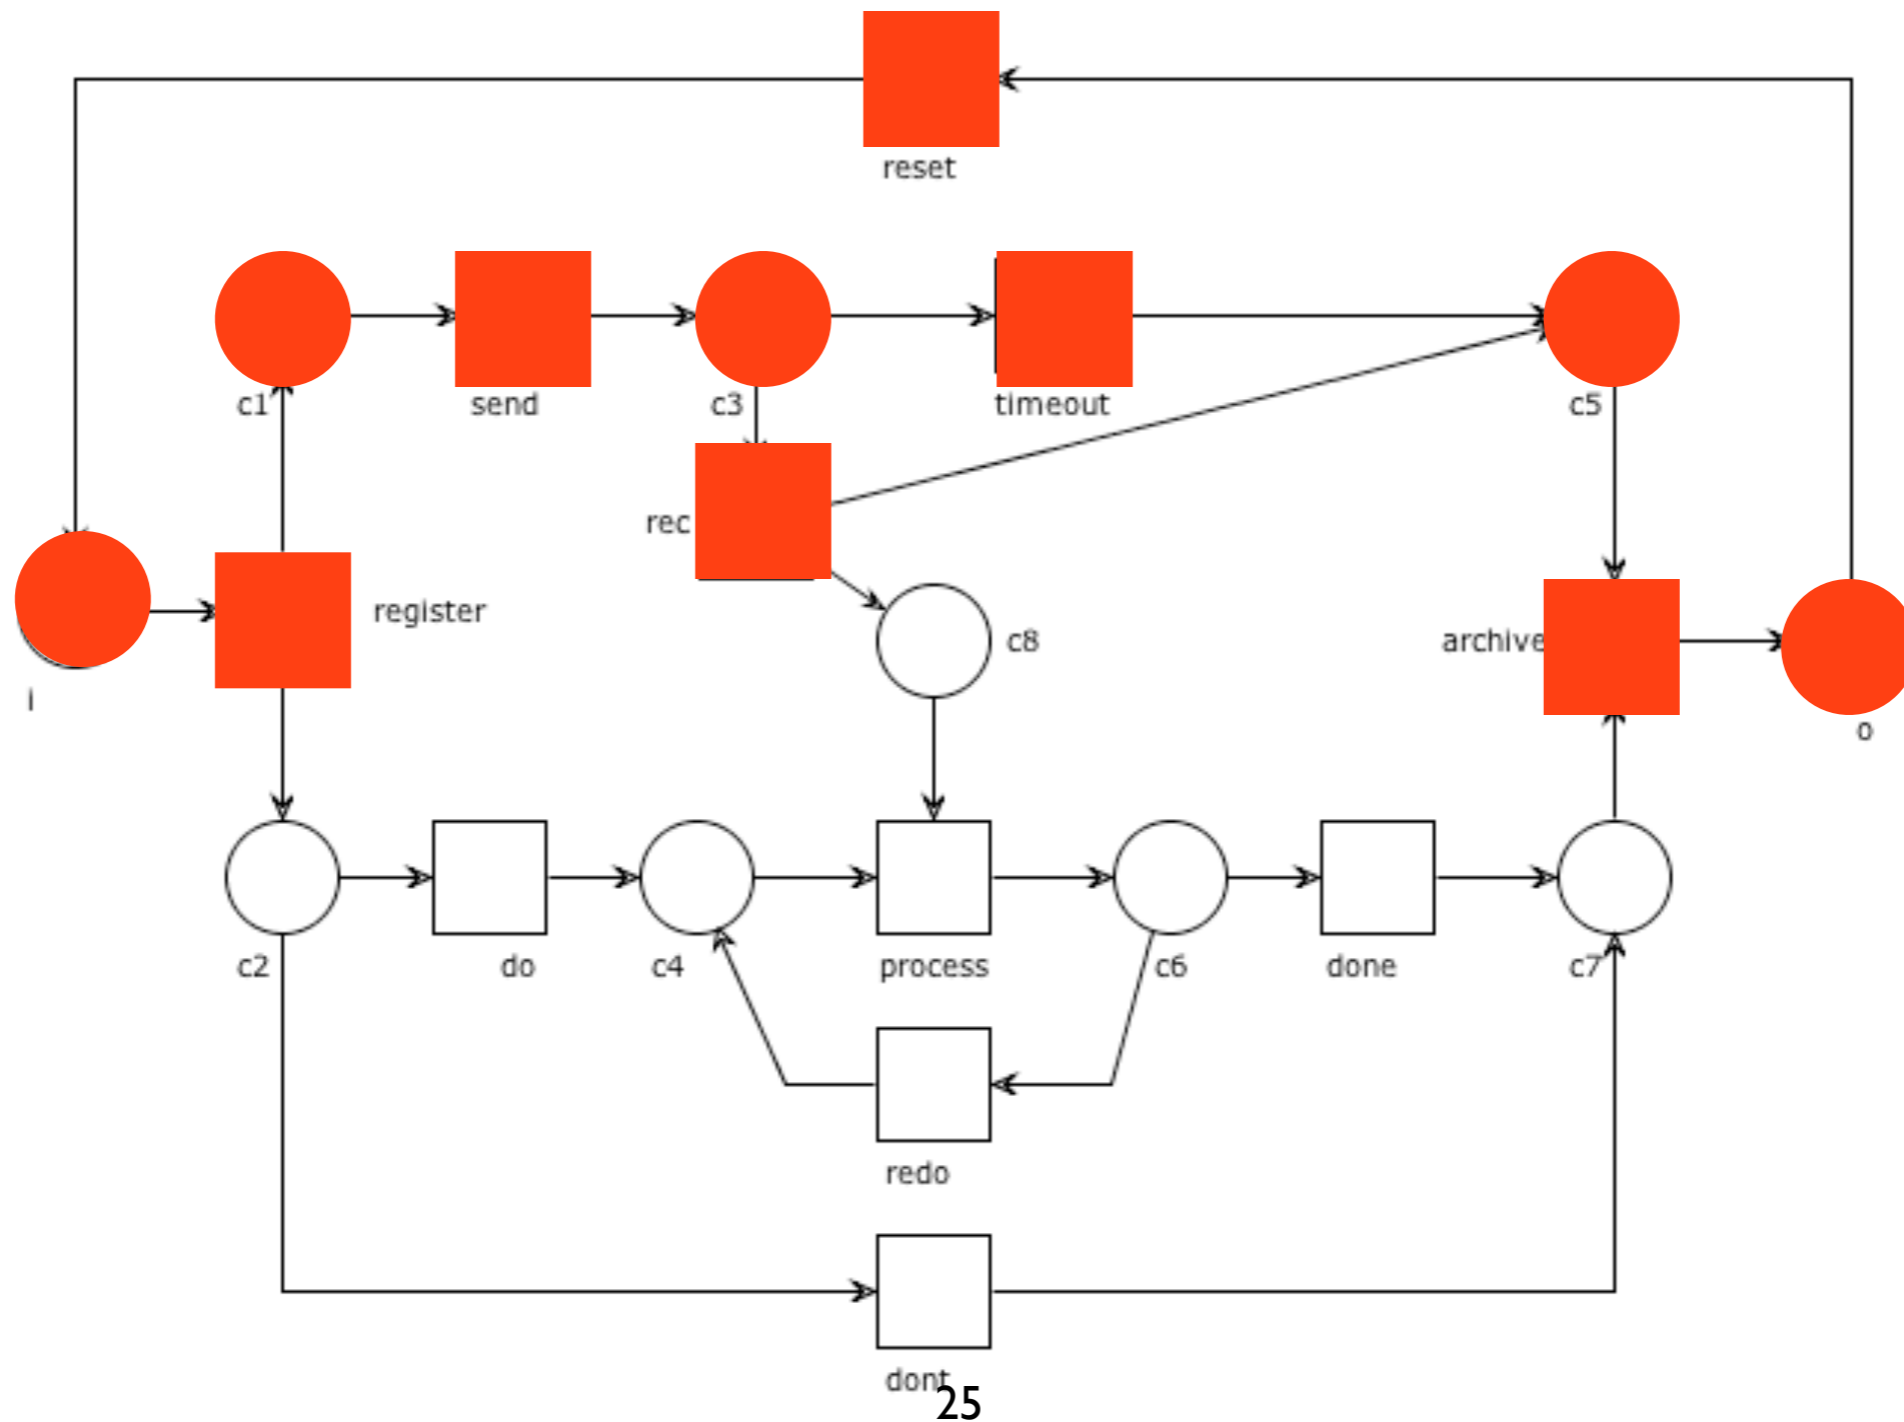 reset
c1
send
c3
timeout
c5
rec
register
c8
archive
i
o
c2
do
c4
process
c6
done
c7
redo
dont
25